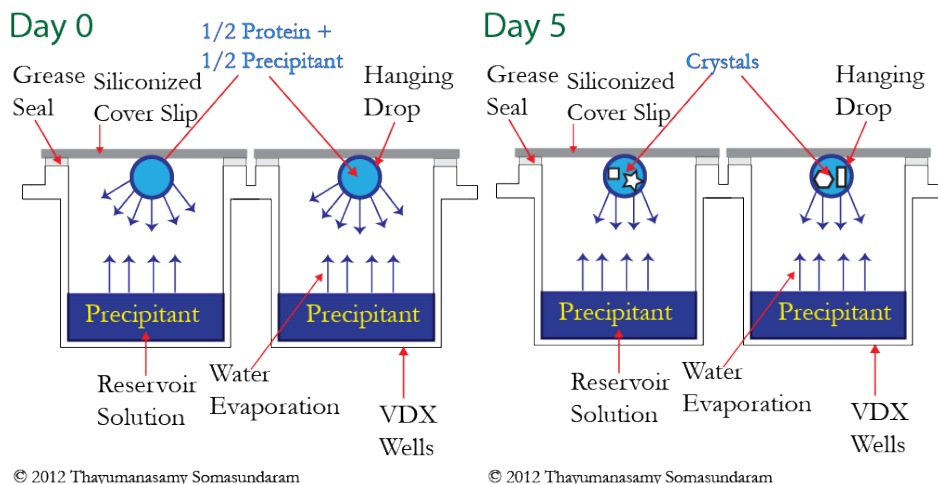 Day 0
1/2 Protein +
1/2 Precipitant
Grease
Seal
Siliconized
Cover Slip
Hanging
Drop
Precipitant
Precipitant
Reservoir
Solution
Water
Evaporation
VDX
Wells
© 2012 Thayumanasamy Somasundaram
Day 5
Crystals
Grease
Seal
Siliconized
Cover Slip
Hanging
Drop
Precipitant
Precipitant
Reservoir
Solution
Water
Evaporation
VDX
Wells
© 2012 Thayumanasamy Somasundaram